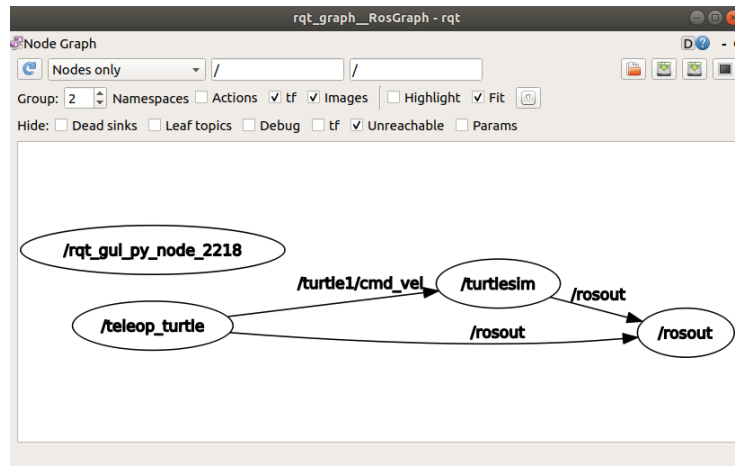 rqt_graph__RosGraph - rqt
Node Graph
D
-
Nodes only
/
/
Group: 2 Namespaces Actions tf Images Highlight Fit
Hide: Dead sinks Leaf topics Debug tf Unreachable Params
/rqt_gui_py_node_2218
/turtle1/cmd_vel
/turtlesim
/rosout
/teleop_turtle
/rosout
/rosout